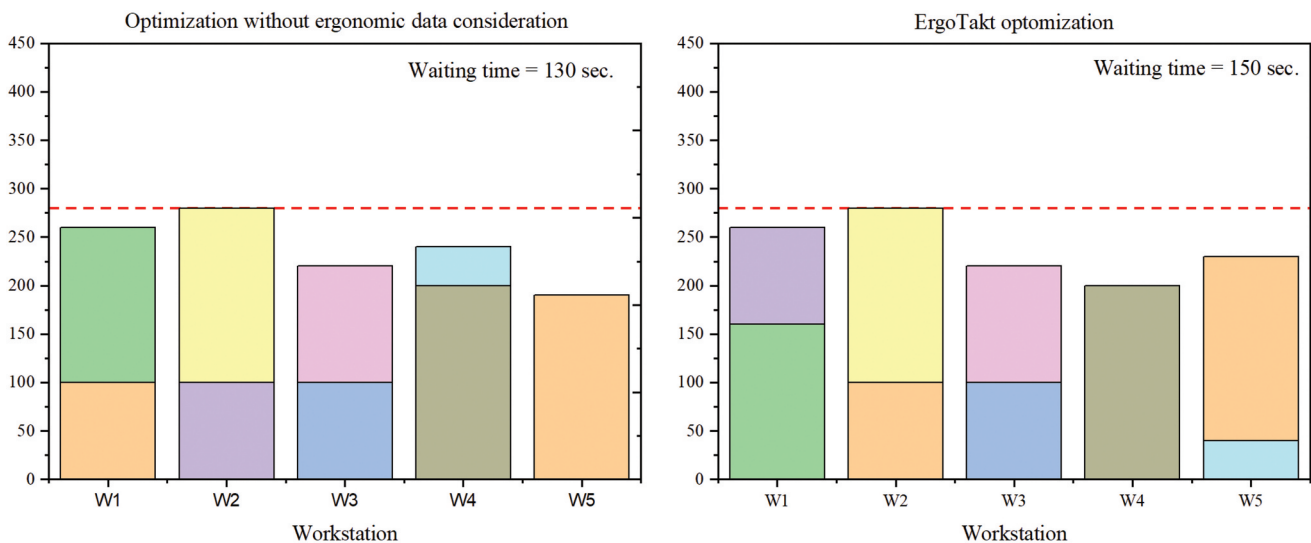 Optimization without ergonomic data consideration
Waiting time = 130 sec.
450
400
350
300
250
200
150
100
50
0
W1 W2 W3 W4 W5
Workstation
ErgoTakt optomization
Waiting time = 150 sec.
450
400
350
300
250
200
150
100
50
0
W1 W2 W3 W4 W5
Workstation